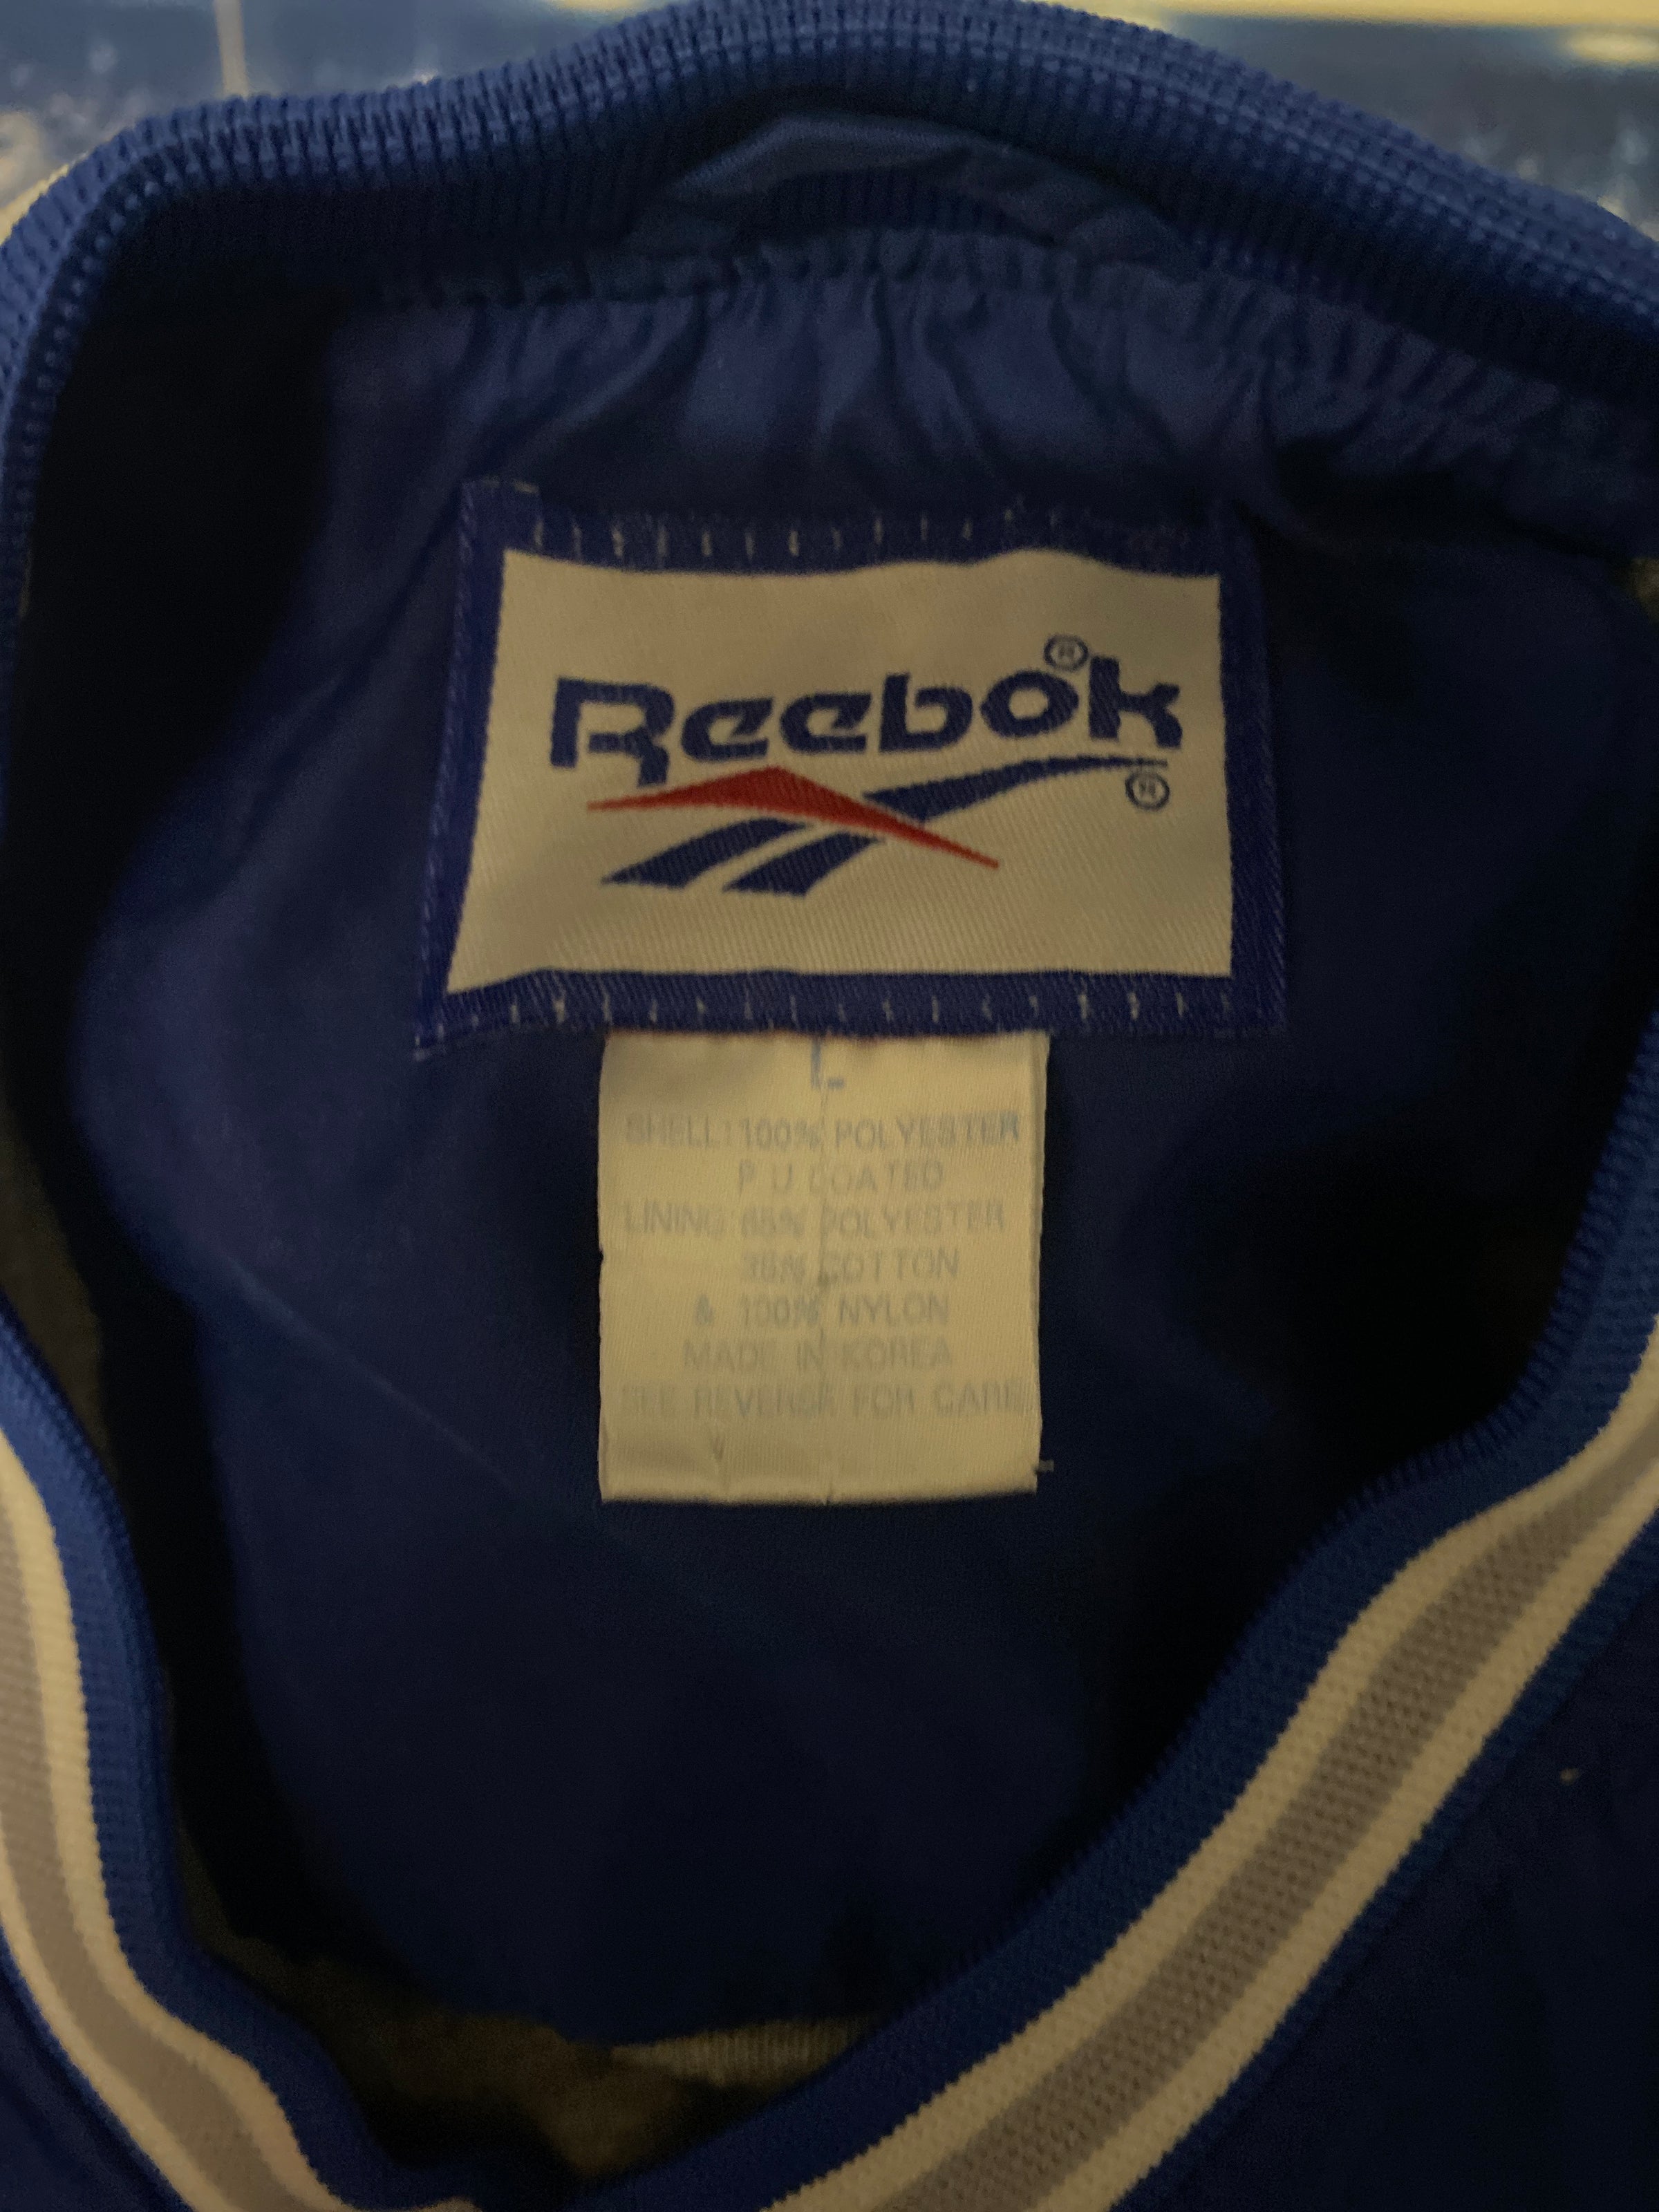 Reebok®
®
L
SHELL: 100% POLYESTER
P U COATED
LINING: 65% POLYESTER
35% COTTON
& 100% NYLON
MADE IN KOREA
SEE REVERSE FOR CARE